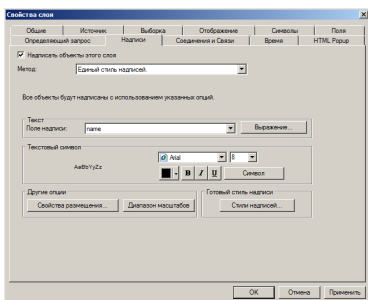 Свойства слоя
Общие Источник Выборка Отображение Символы Поля
Определяющий запрос Надписи Соединения и Связи Время HTML Popup
Надписать объекты этого слоя
Метод: Единый стиль надписей.
Все объекты будут надписаны с использованием указанных опций.
Текст
Поле надписи: name Выражение...
Текстовый символ
AaBbYyZz
Arial 8
B I U Символ
Другие опции Готовый стиль надписи
Свойства размещения... Диапазон масштабов Стили надписей...
OK Отмена Применить